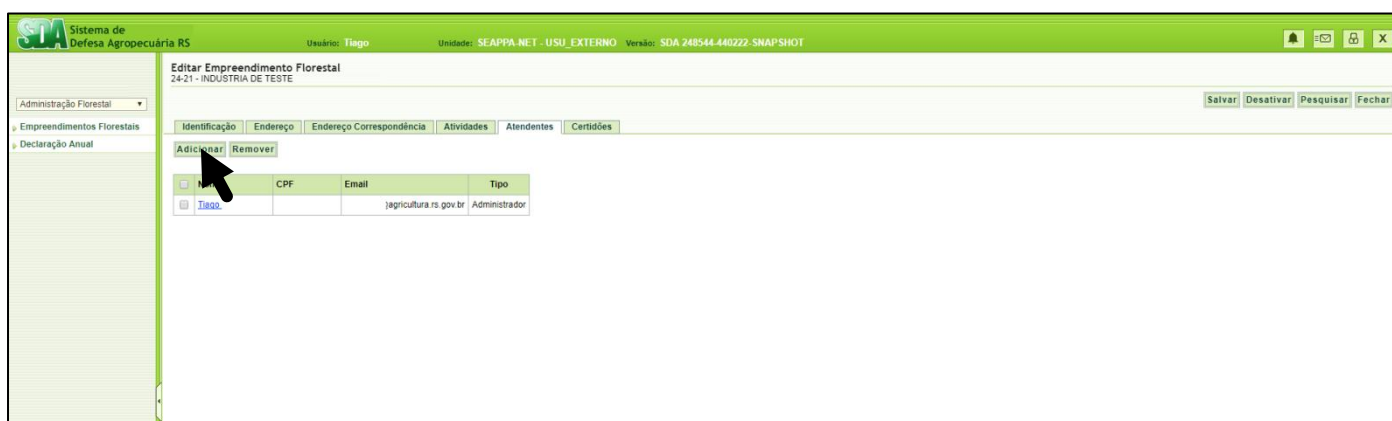 SDA Sistema de
Defesa Agropecuária RS
Usuário: Tiago Unidade: SEAPPA-NET - USU_EXTERNO Versão: SDA 248544-440222-SNAPSHOT
X
Editar Empreendimento Florestal
24-21 - INDUSTRIA DE TESTE
Administração Florestal
Salvar Desativar Pesquisar Fechar
Empreendimentos Florestais
Declaração Anual
Identificação Endereço Endereço Correspondência Atividades Atendentes Certidões
Adicionar Remover
CPF Email Tipo
Tiago agricultura.rs.gov.br Administrador